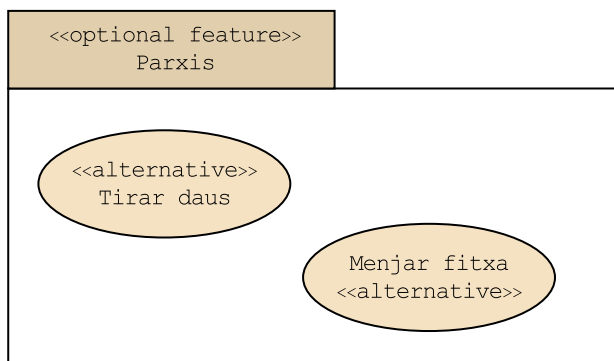 <<optional feature>>
Parxis
<<alternative>>
Tirar daus
Menjar fitxa
<<alternative>>